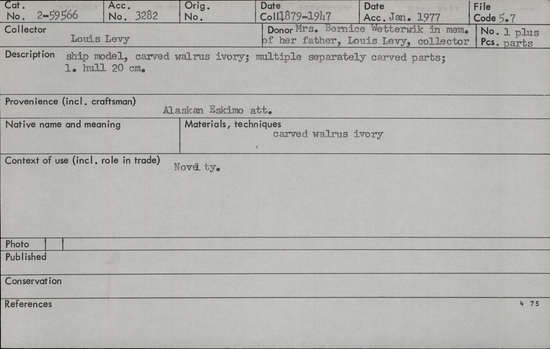 Cat. No. 2-59566 Acc. No. 3282 Orig. No. Date Coll. 1879-1947 Date Acc. Jan. 1977 File Code 5.7
Collector Louis Levy Donor Mrs. Bernice Wetterwik in mem. of her father, Louis Levy, collector No. 1 plus Pcs. parts
Description ship model, carved walrus ivory; multiple separately carved parts;
l. hull 20 cm.
Provenience (incl. craftsman)
Alaskan Eskimo att.
Native name and meaning Materials, techniques
carved walrus ivory
Context of use (incl. role in trade)
Novelty.
Photo
Published
Conservation
References 4 75